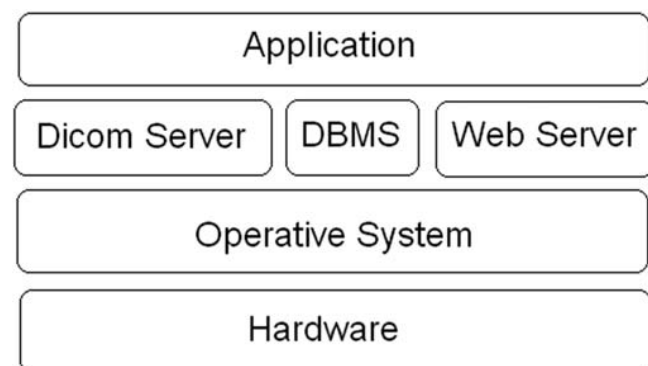 Application
Dicom Server DBMS Web Server
Operative System
Hardware